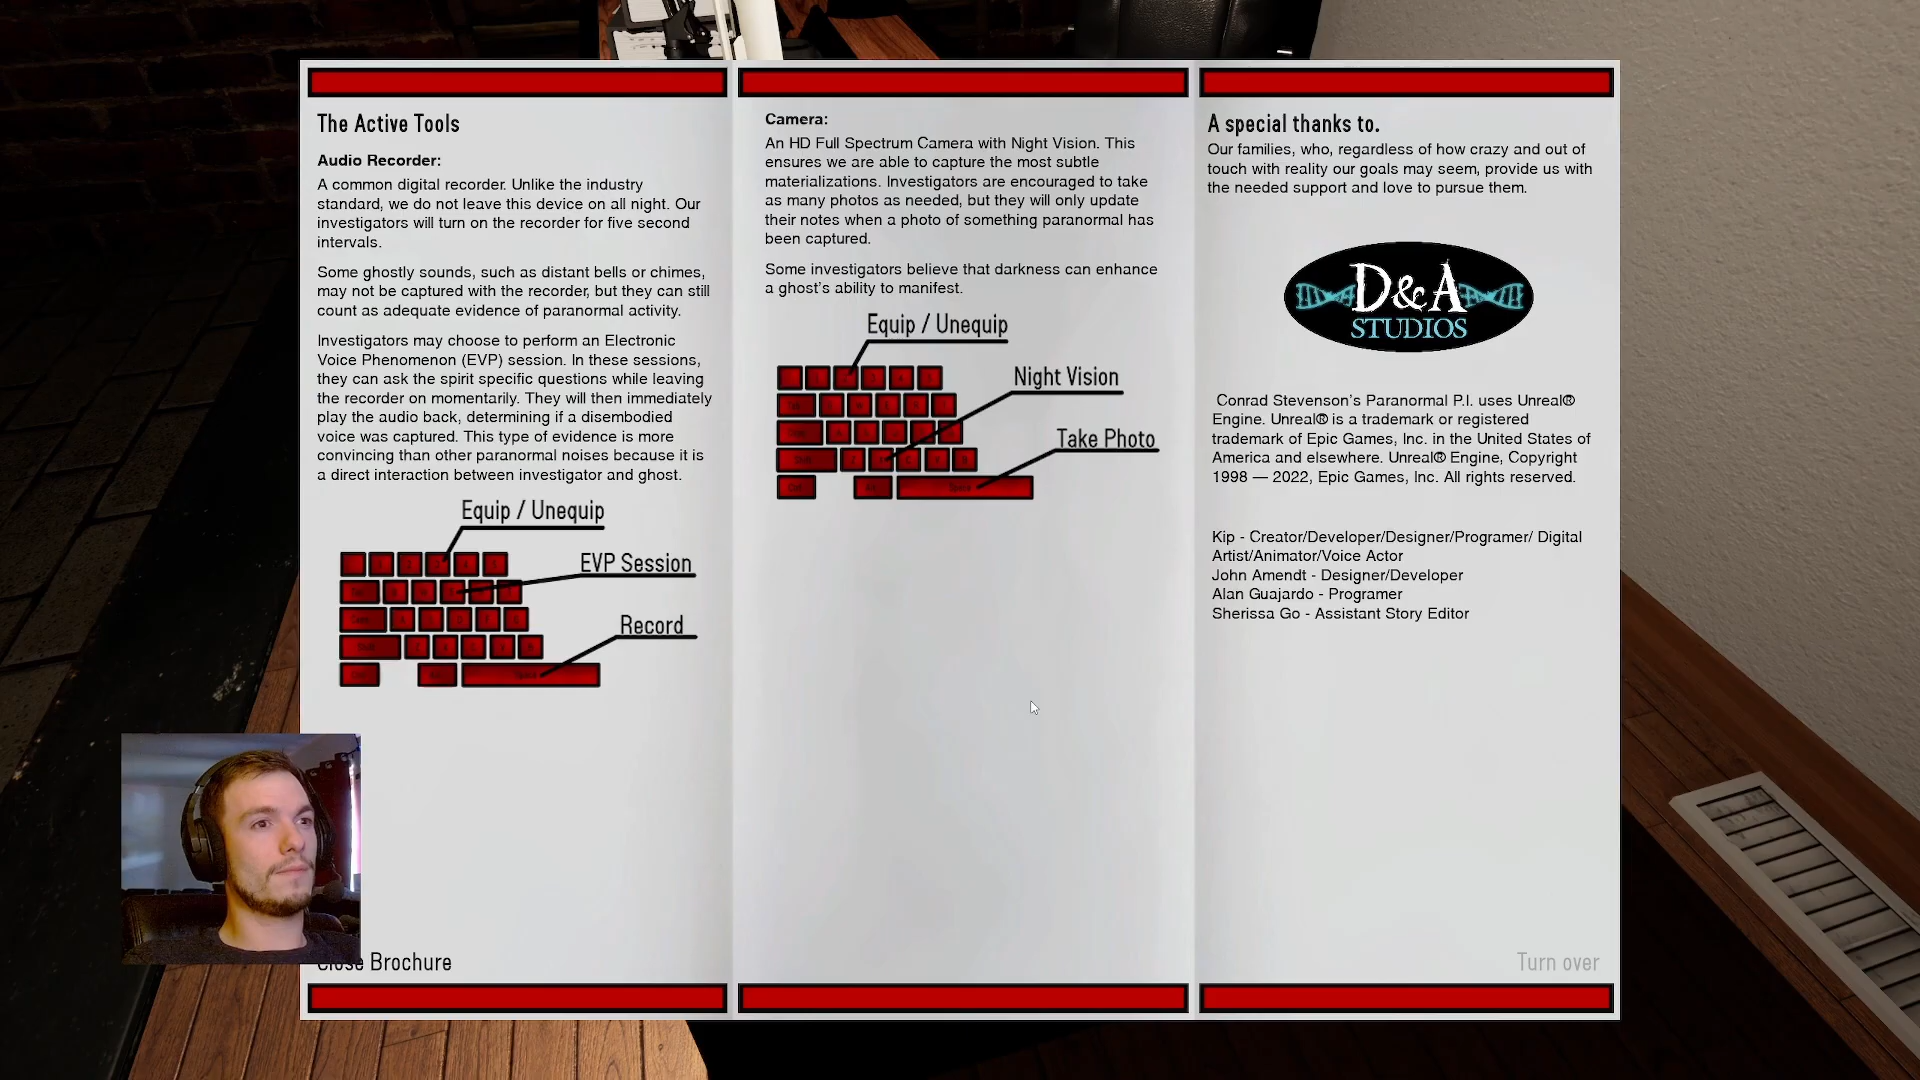 The Active Tools
Audio Recorder:
A common digital recorder. Unlike the industry
standard, we do not leave this device on all night. Our
investigators will turn on the recorder for five second
intervals.
Some ghostly sounds, such as distant bells or chimes,
may not be captured with the recorder, but they can still
count as adequate evidence of paranormal activity.
Investigators may choose to perform an Electronic
Voice Phenomenon (EVP) session. In these sessions,
they can ask the spirit specific questions while leaving
the recorder on momentarily. They will then immediately
play the audio back, determining if a disembodied
voice was captured. This type of evidence is more
convincing than other paranormal noises because it is
a direct interaction between investigator and ghost.
Equip / Unequip
EVP Session
Record
Close Brochure
Camera:
An HD Full Spectrum Camera with Night Vision. This
ensures we are able to capture the most subtle
materializations. Investigators are encouraged to take
as many photos as needed, but they will only update
their notes when a photo of something paranormal has
been captured.
Some investigators believe that darkness can enhance
a ghost's ability to manifest.
Equip / Unequip
Night Vision
Take Photo
A special thanks to.
Our families, who, regardless of how crazy and out of
touch with reality our goals may seem, provide us with
the needed support and love to pursue them.
D&A
STUDIOS
Conrad Stevenson's Paranormal P.I. uses Unreal®
Engine. Unreal® is a trademark or registered
trademark of Epic Games, Inc. in the United States of
America and elsewhere. Unreal® Engine, Copyright
1998 — 2022, Epic Games, Inc. All rights reserved.
Kip - Creator/Developer/Designer/Programer/ Digital
Artist/Animator/Voice Actor
John Amendt - Designer/Developer
Alan Guajardo - Programer
Sherissa Go - Assistant Story Editor
Turn over